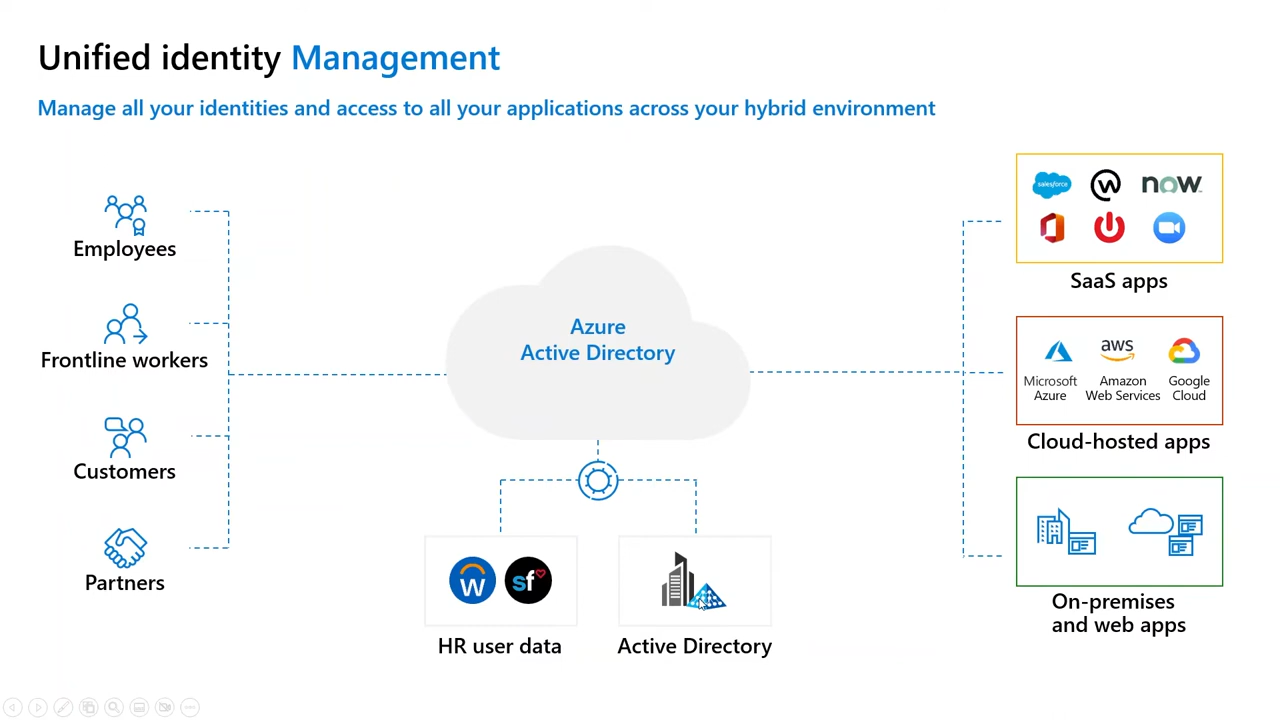 Unified identity Management
Manage all your identities and access to all your applications across your hybrid environment
Employees
Frontline workers
Customers
Partners
Azure
Active Directory
w
sf
HR user data
Active Directory
salesforce
W
now
SaaS apps
Microsoft
Azure
aws
Amazon
Web Services
Google
Cloud
Cloud-hosted apps
On-premises
and web apps